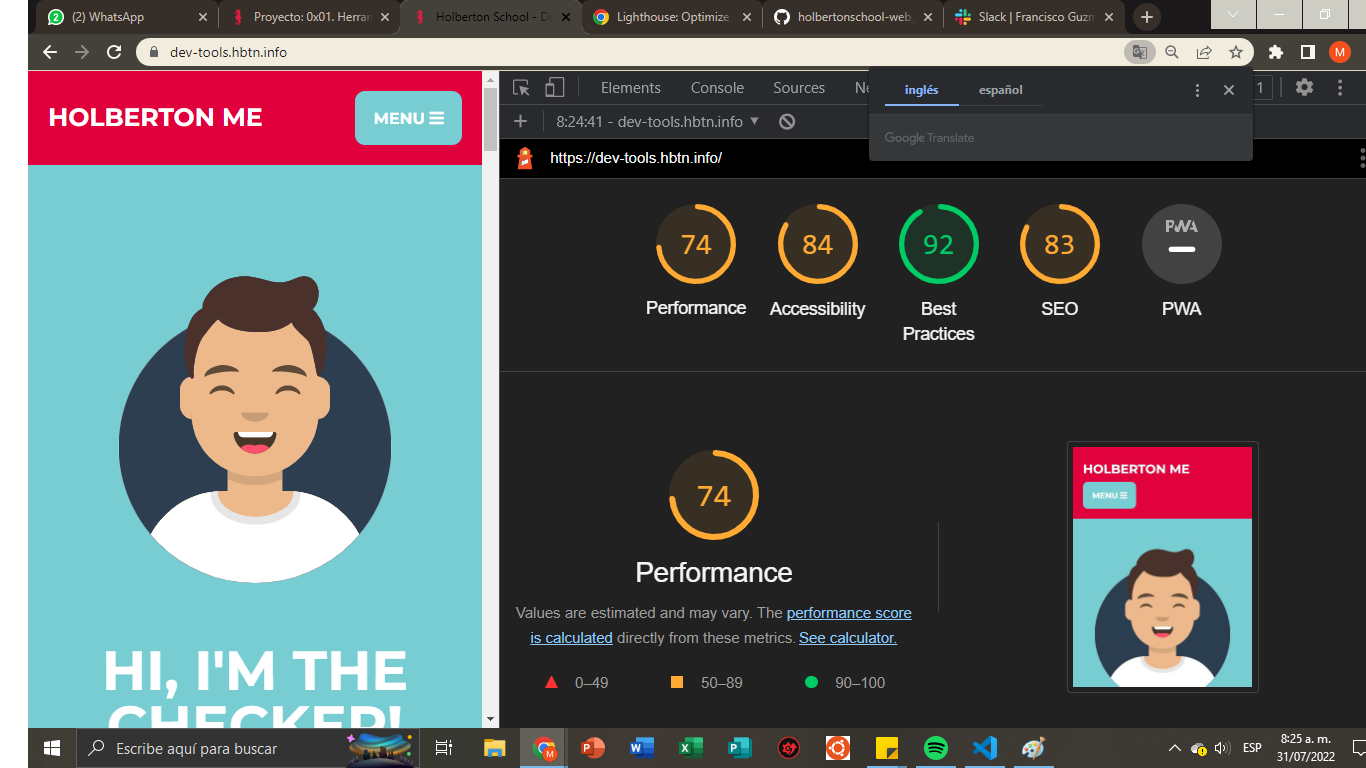 (2) WhatsApp
Proyecto: 0x01. Herran
Holberton School - De
Lighthouse: Optimize
holbertonschool-web_
Slack | Francisco Guzm
dev-tools.hbtn.info
M
HOLBERTON ME
MENU
HI, I'M THE
CHECKER!
Elements
Console
Sources
Ne
1
inglés
español
Google Translate
8:24:41 - dev-tools.hbtn.info
https://dev-tools.hbtn.info/
74
Performance
84
Accessibility
92
Best
Practices
83
SEO
PWA
PWA
74
Performance
Values are estimated and may vary. The performance score
is calculated directly from these metrics. See calculator.
0–49
50–89
90–100
HOLBERTON ME
MENU
Escribe aquí para buscar
ESP
8:25 a. m.
31/07/2022